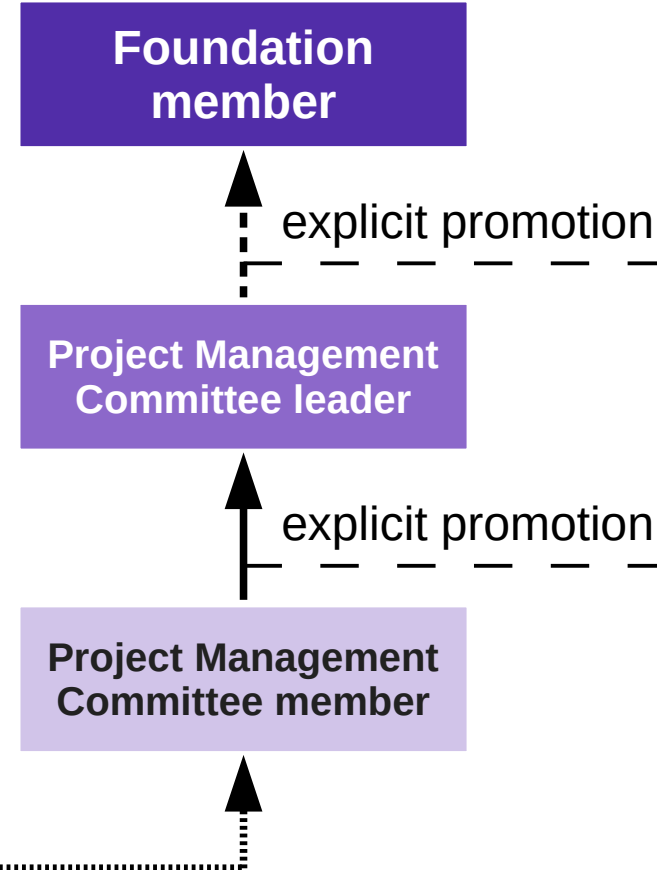 Foundation
member
explicit promotion
Project Management
Committee leader
explicit promotion
Project Management
Committee member